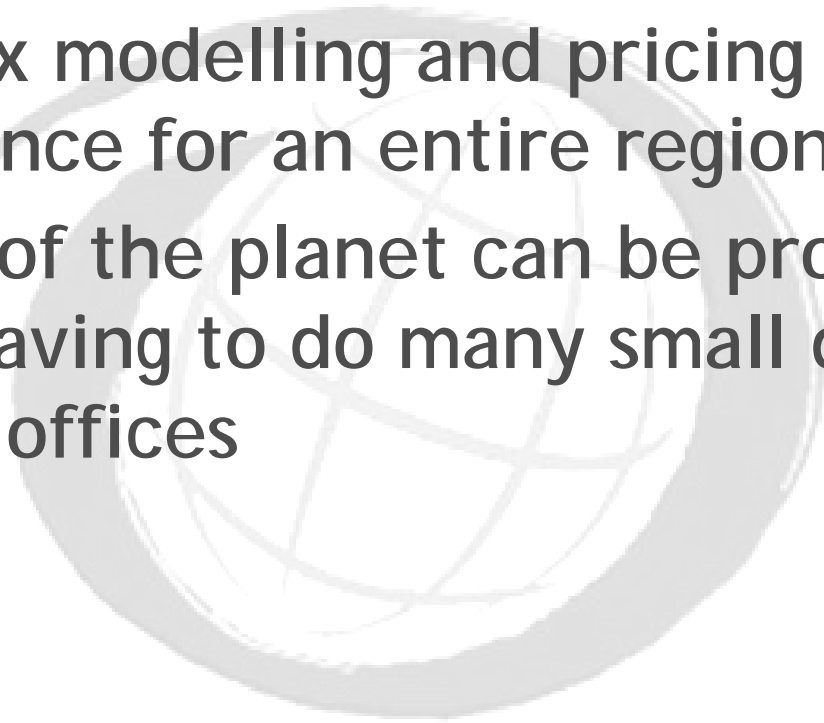 x modelling and pricing
nce for an entire region
of the planet can be pro
aving to do many small
offices